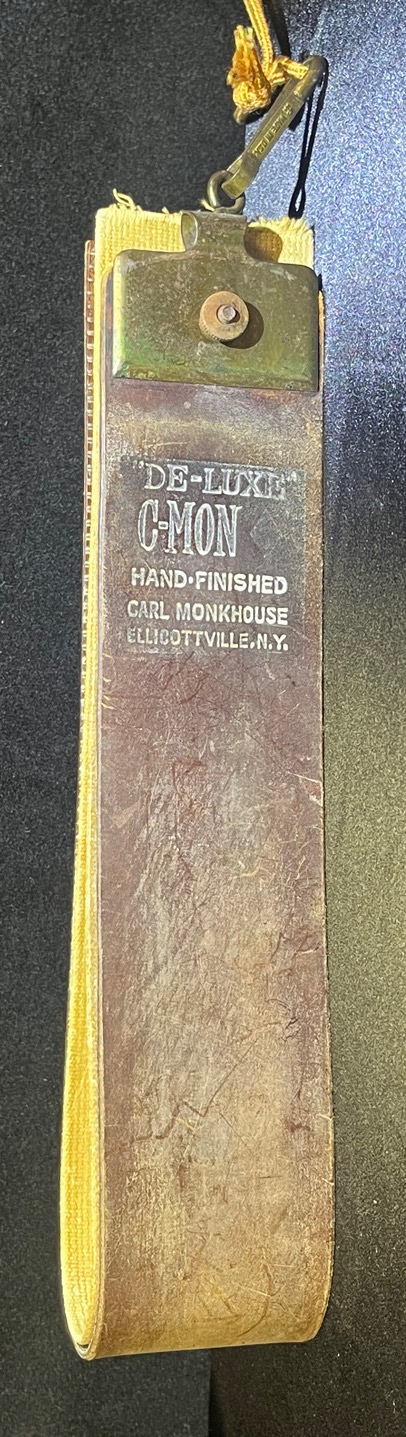 "DE-LUXE"
C-MON
HAND·FINISHED
CARL MONKHOUSE
ELLICOTTVILLE, N.Y.